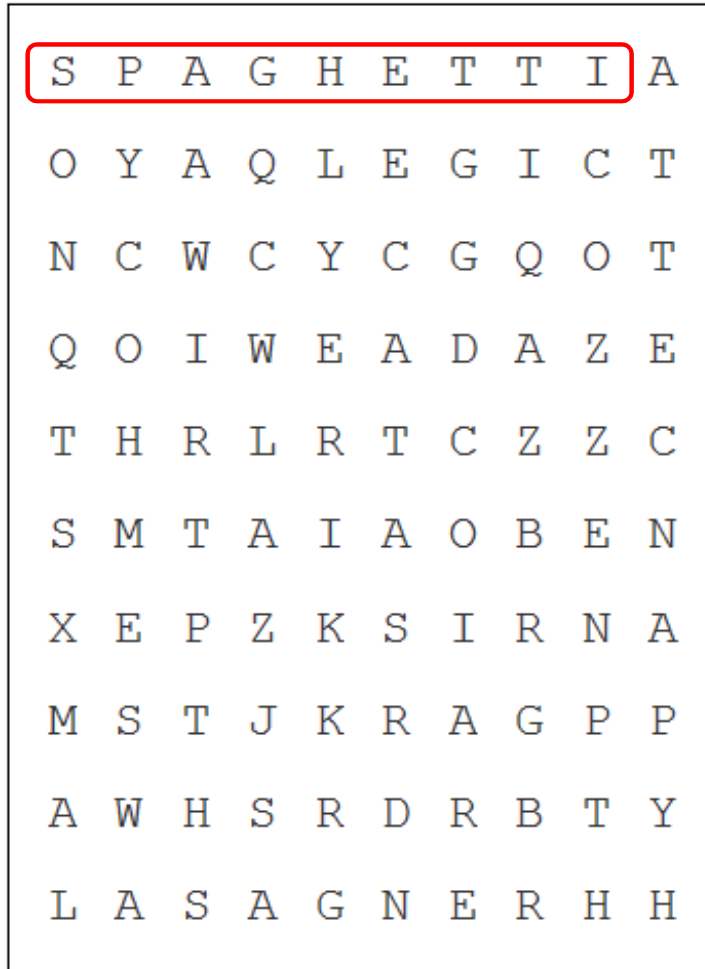 S P A G H E T T I A
O Y A Q L E G I C T
N C W C Y C G Q O T
Q O I W E A D A Z E
T H R L R T C Z Z C
S M T A I A O B E N
X E P Z K S I R N A
M S T J K R A G P P
A W H S R D R B T Y
L A S A G N E R H H